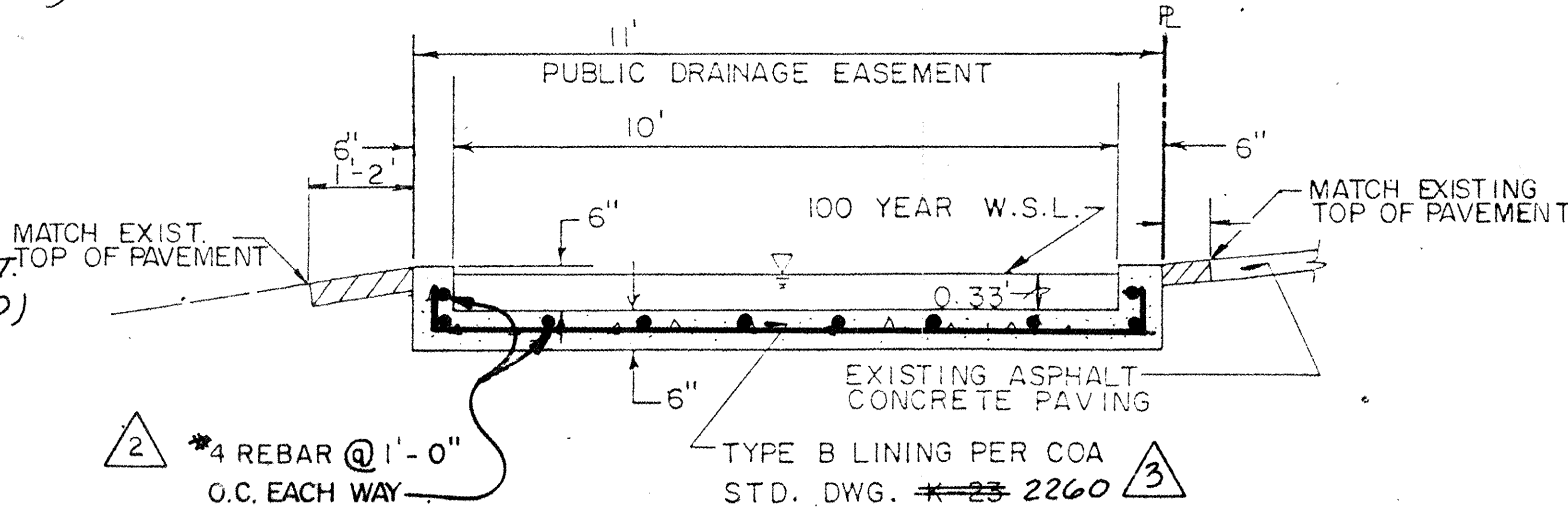 PL
11'
PUBLIC DRAINAGE EASEMENT
10'
6"
6"
1'-2'
6"
100 YEAR W.S.L.
MATCH EXISTING
TOP OF PAVEMENT
MATCH EXIST.
TOP OF PAVEMENT
0.33'
EXISTING ASPHALT
CONCRETE PAVING
6"
2
#4 REBAR @ 1'-0"
O.C. EACH WAY
TYPE B LINING PER COA
STD. DWG. K-23 2260
3